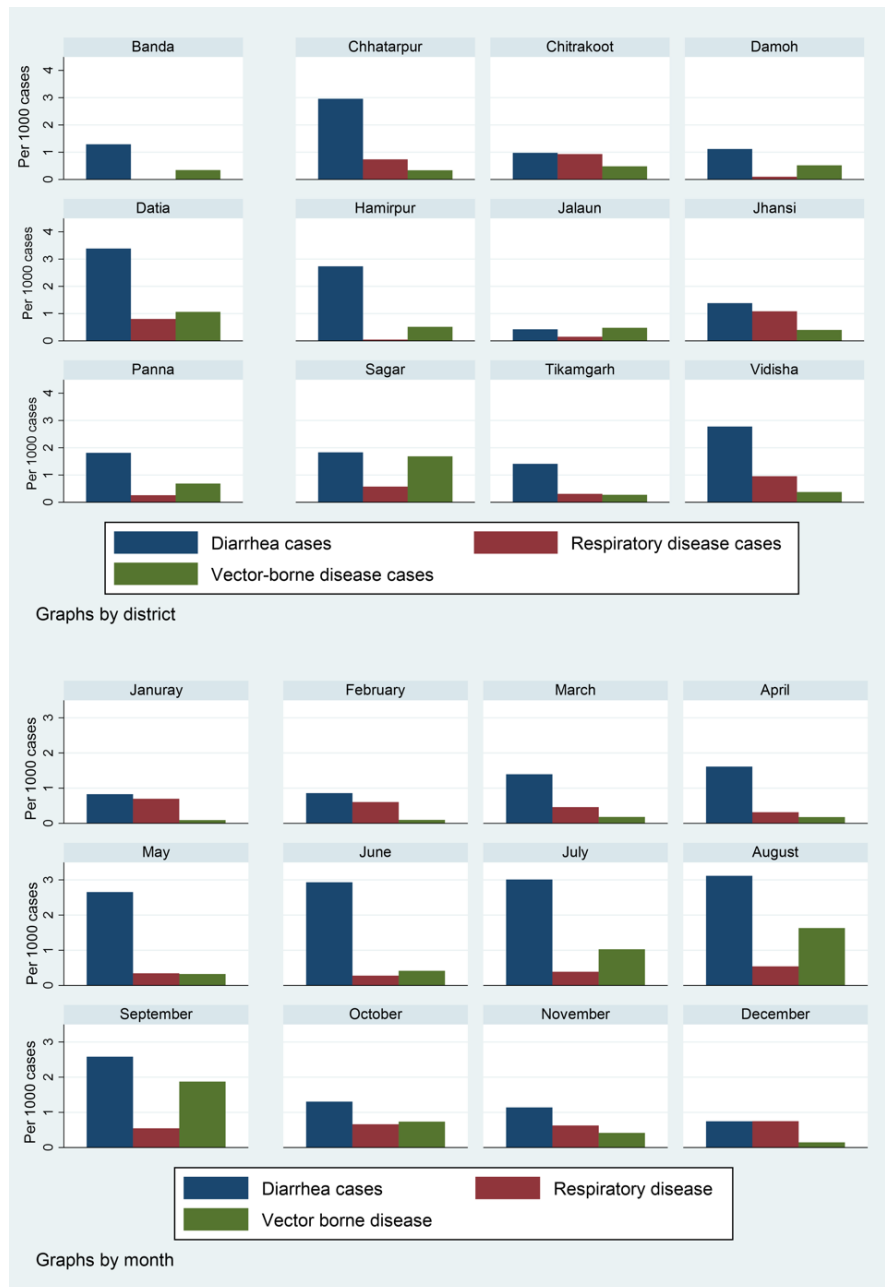 Banda Chhatarpur Chitrakoot Damoh
Per 1000 cases
4
3
2
1
0
Datia Hamirpur Jalaun Jhansi
Per 1000 cases
4
3
2
1
0
Panna Sagar Tikamgarh Vidisha
Per 1000 cases
4
3
2
1
0
Diarrhea cases Respiratory disease cases
Vector-borne disease cases
Graphs by district
Januray February March April
Per 1000 cases
3
2
1
0
May June July August
Per 1000 cases
3
2
1
0
September October November December
Per 1000 cases
3
2
1
0
Diarrhea cases Respiratory disease
Vector borne disease
Graphs by month